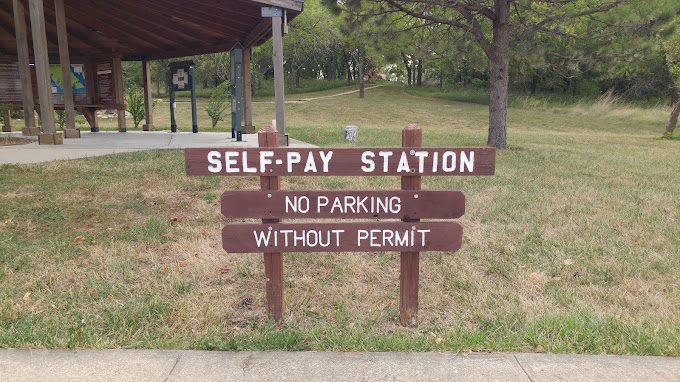 SELF-PAY STATION
NO PARKING
WITHOUT PERMIT